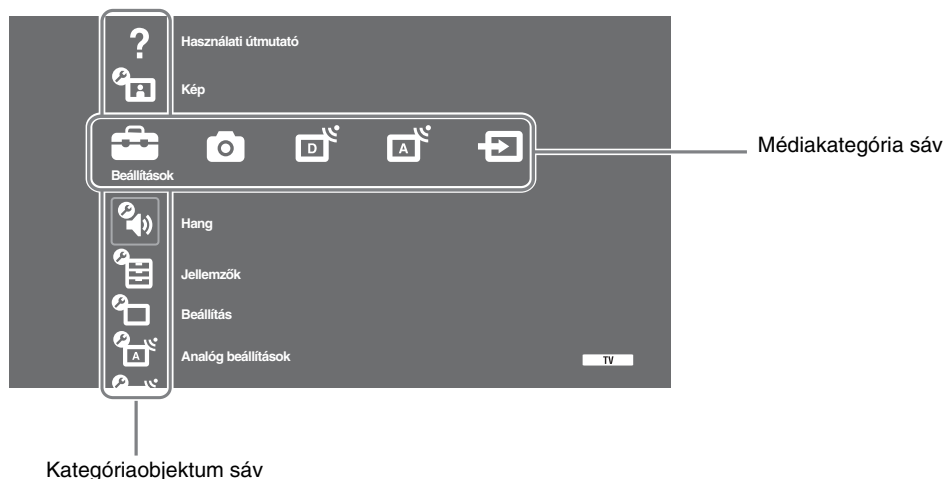 ?
Használati útmutató
Kép
D
A
Beállítások
Médiakategória sáv
Hang
Jellemzők
Beállítás
A
Analóg beállítások
TV
Kategóriaobjektum sáv